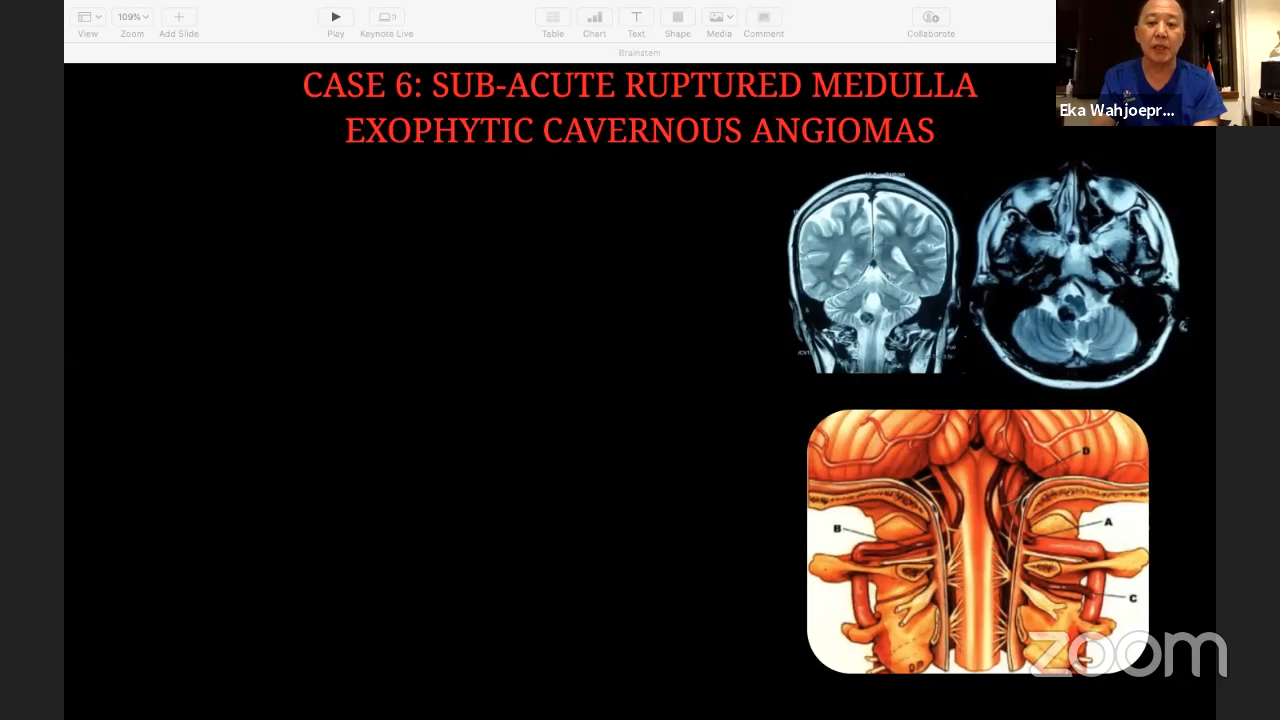 109%
View
Zoom
Add Slide
Play
Keynote Live
Table
Chart
Text
Shape
Media
Comment
Collaborate
Brainstem
CASE 6: SUB-ACUTE RUPTURED MEDULLA
EXOPHYTIC CAVERNOUS ANGIOMAS
Eka Wahjoepr...
D
B
A
C
zoom